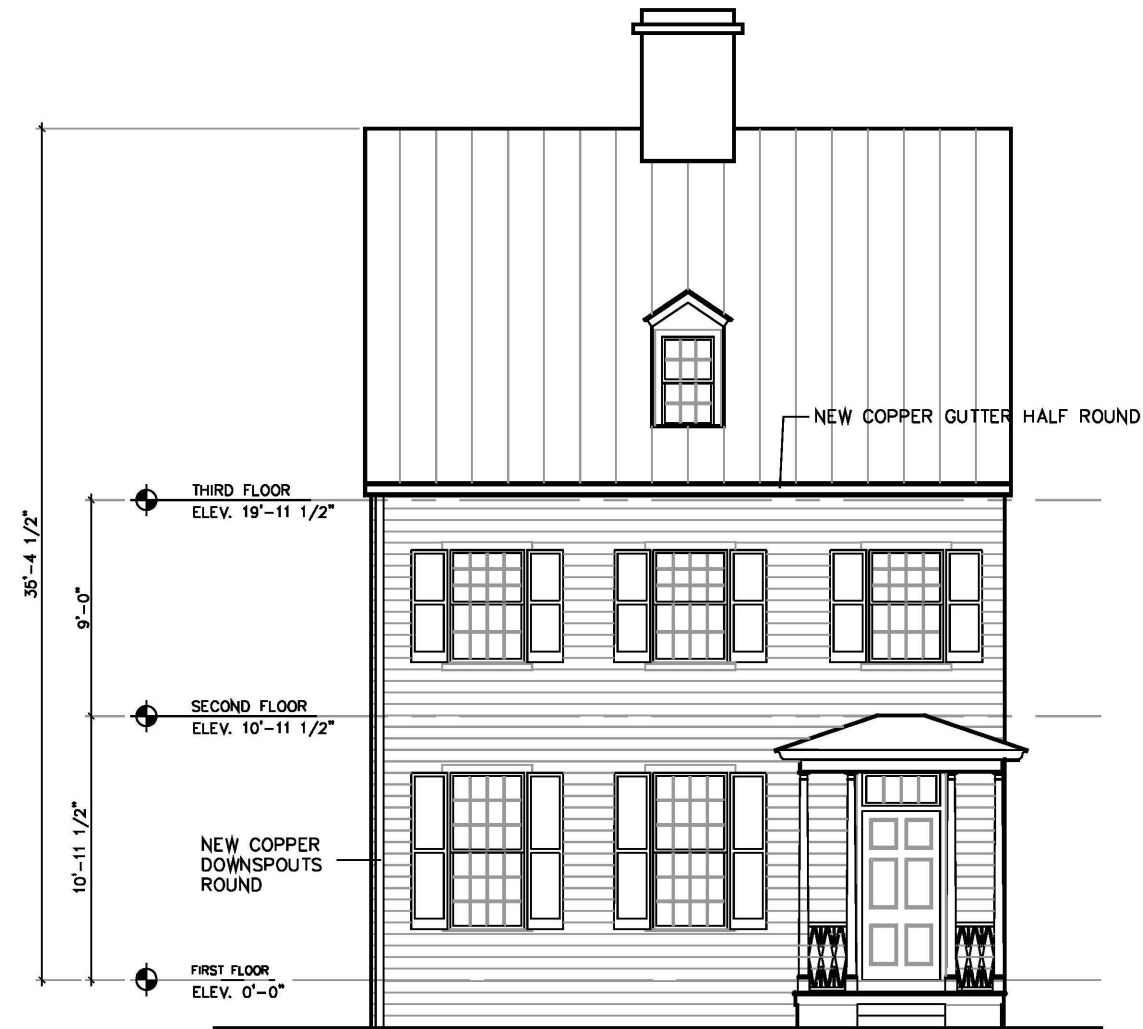 NEW COPPER GUTTER HALF ROUND
THIRD FLOOR
ELEV. 19'-11 1/2"
35'-4 1/2"
9'-0"
SECOND FLOOR
ELEV. 10'-11 1/2"
10'-11 1/2"
NEW COPPER
DOWNSPOUTS
ROUND
FIRST FLOOR
ELEV. 0'-0"